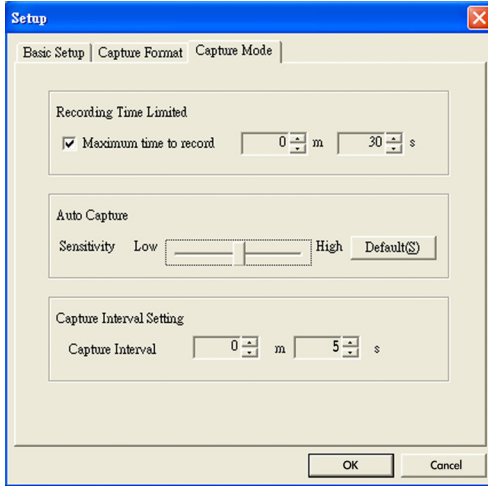 Setup
Basic Setup Capture Format Capture Mode
Recording Time Limited
Maximum time to record 0 m 30 s
Auto Capture
Sensitivity Low High Default(S)
Capture Interval Setting
Capture Interval 0 m 5 s
OK Cancel